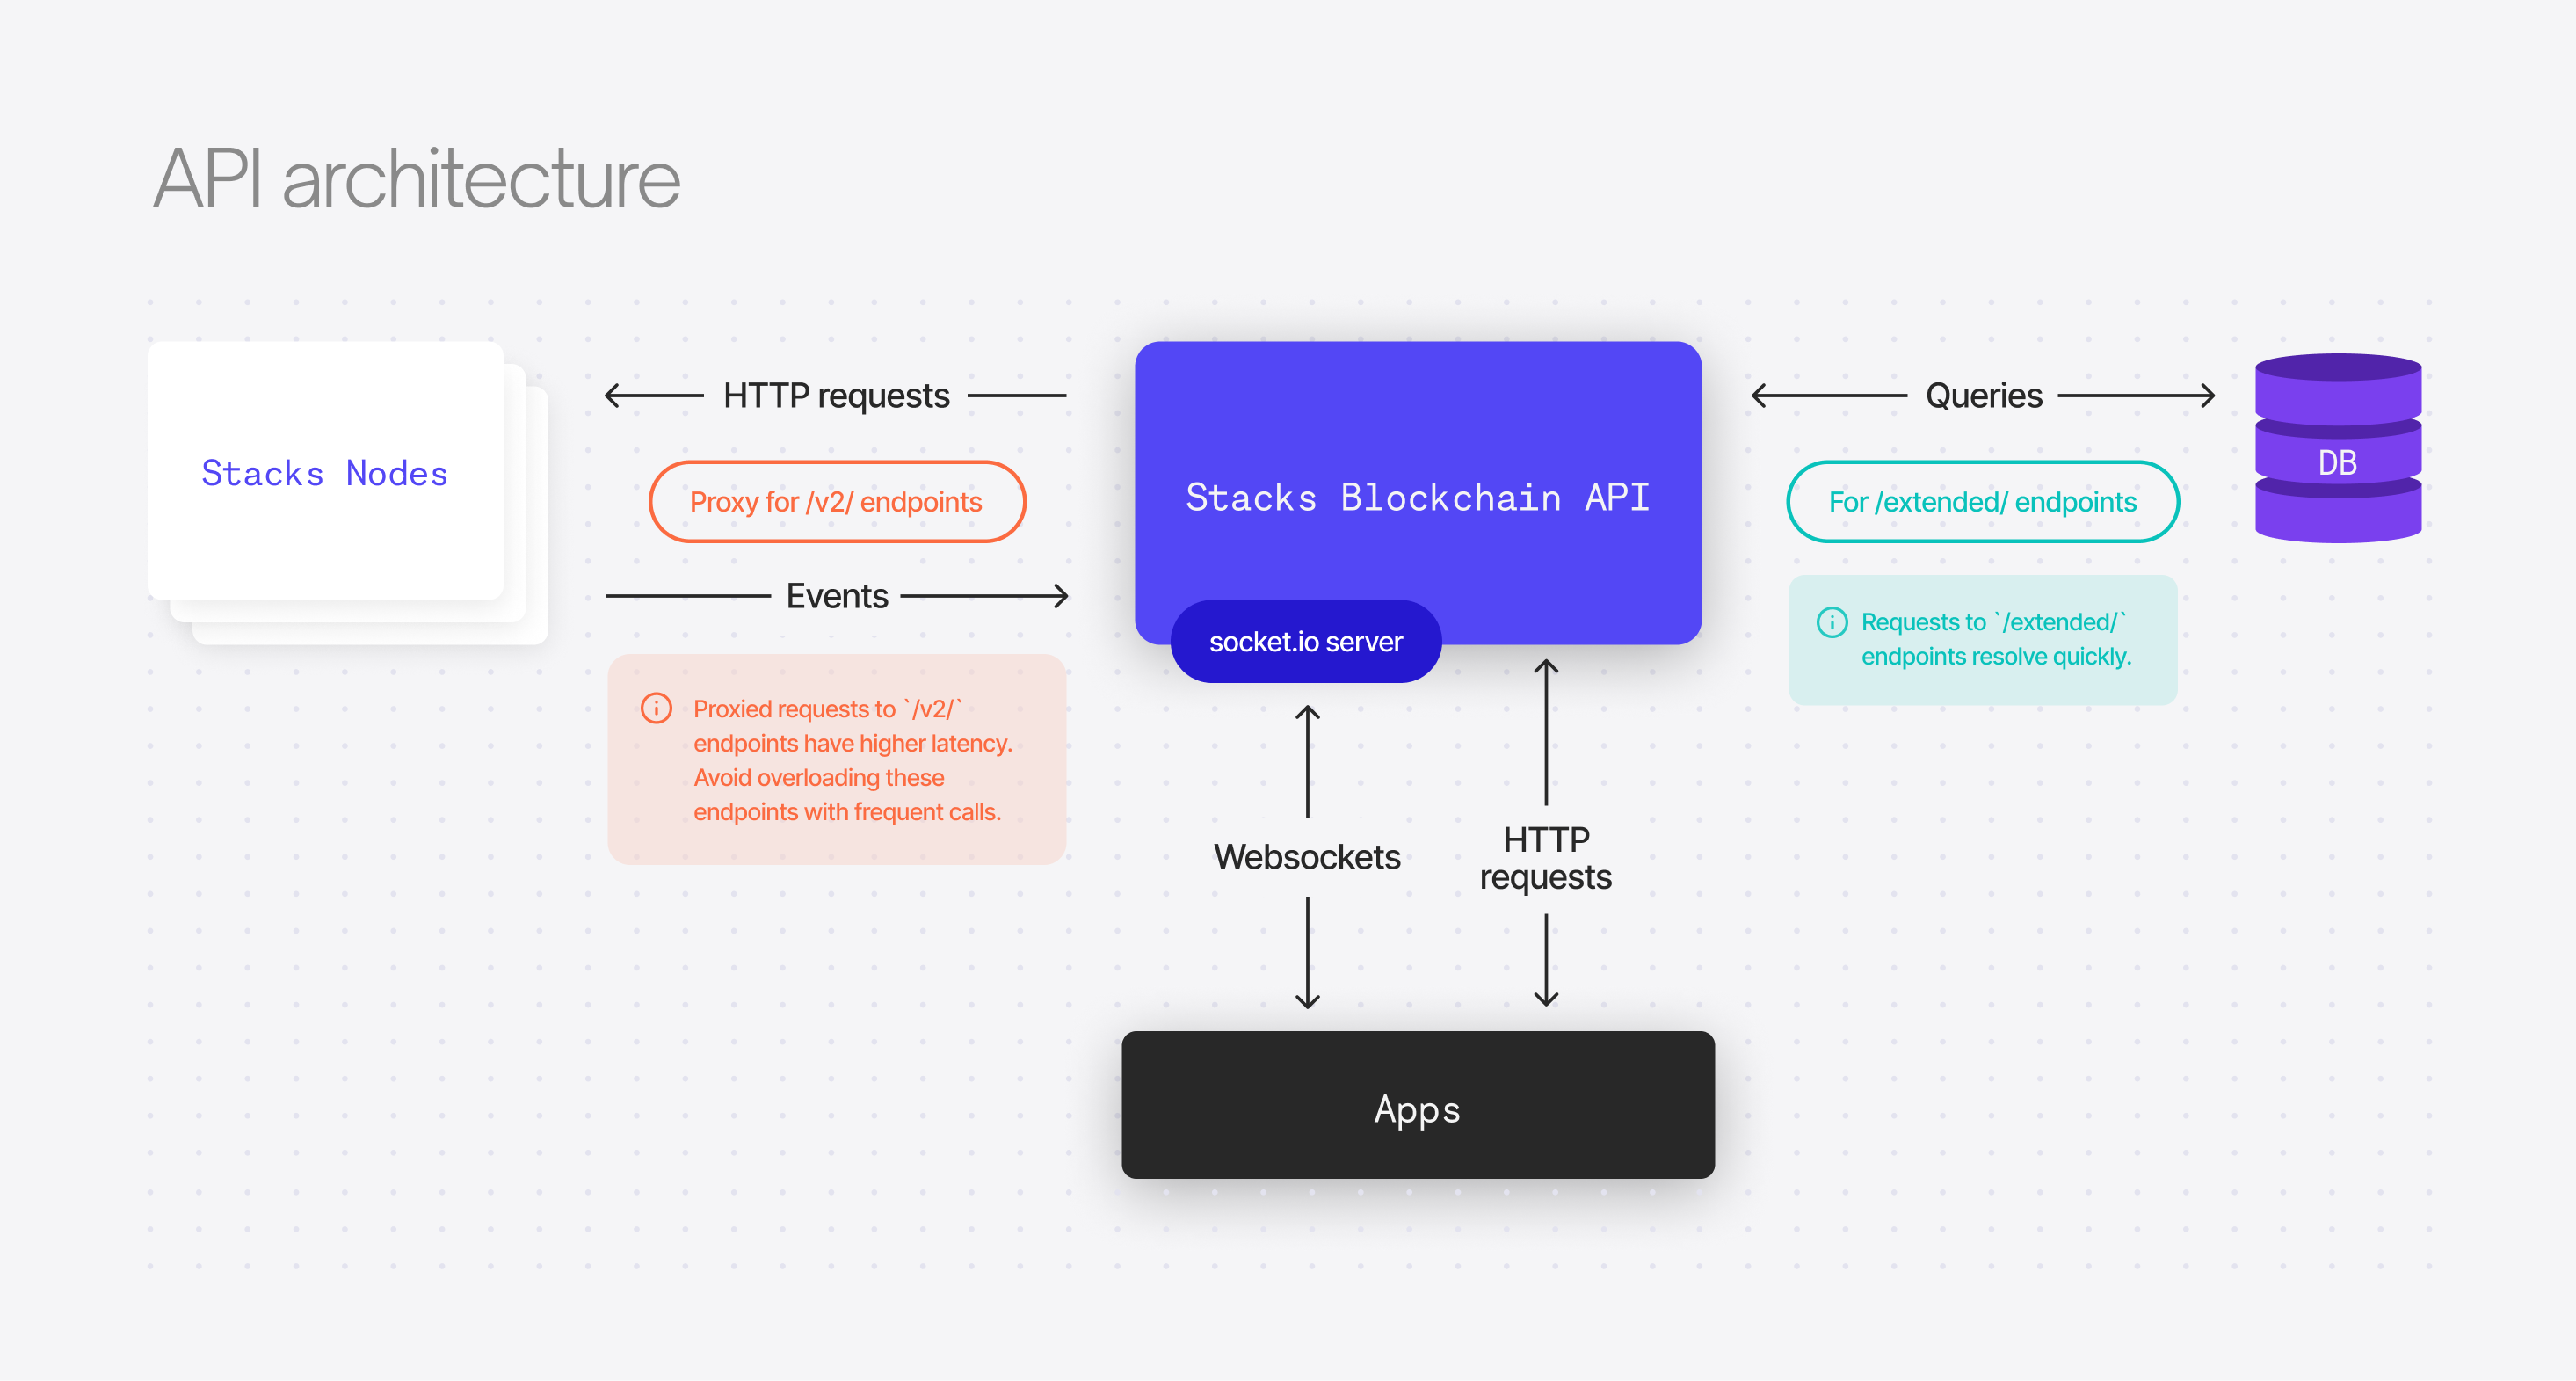 API architecture
Stacks Nodes
HTTP requests
Proxy for /v2/ endpoints
Events
Proxied requests to `/v2/`
endpoints have higher latency.
Avoid overloading these
endpoints with frequent calls.
Stacks Blockchain API
socket.io server
Queries
For /extended/ endpoints
Requests to `/extended/`
endpoints resolve quickly.
DB
Websockets
HTTP
requests
Apps